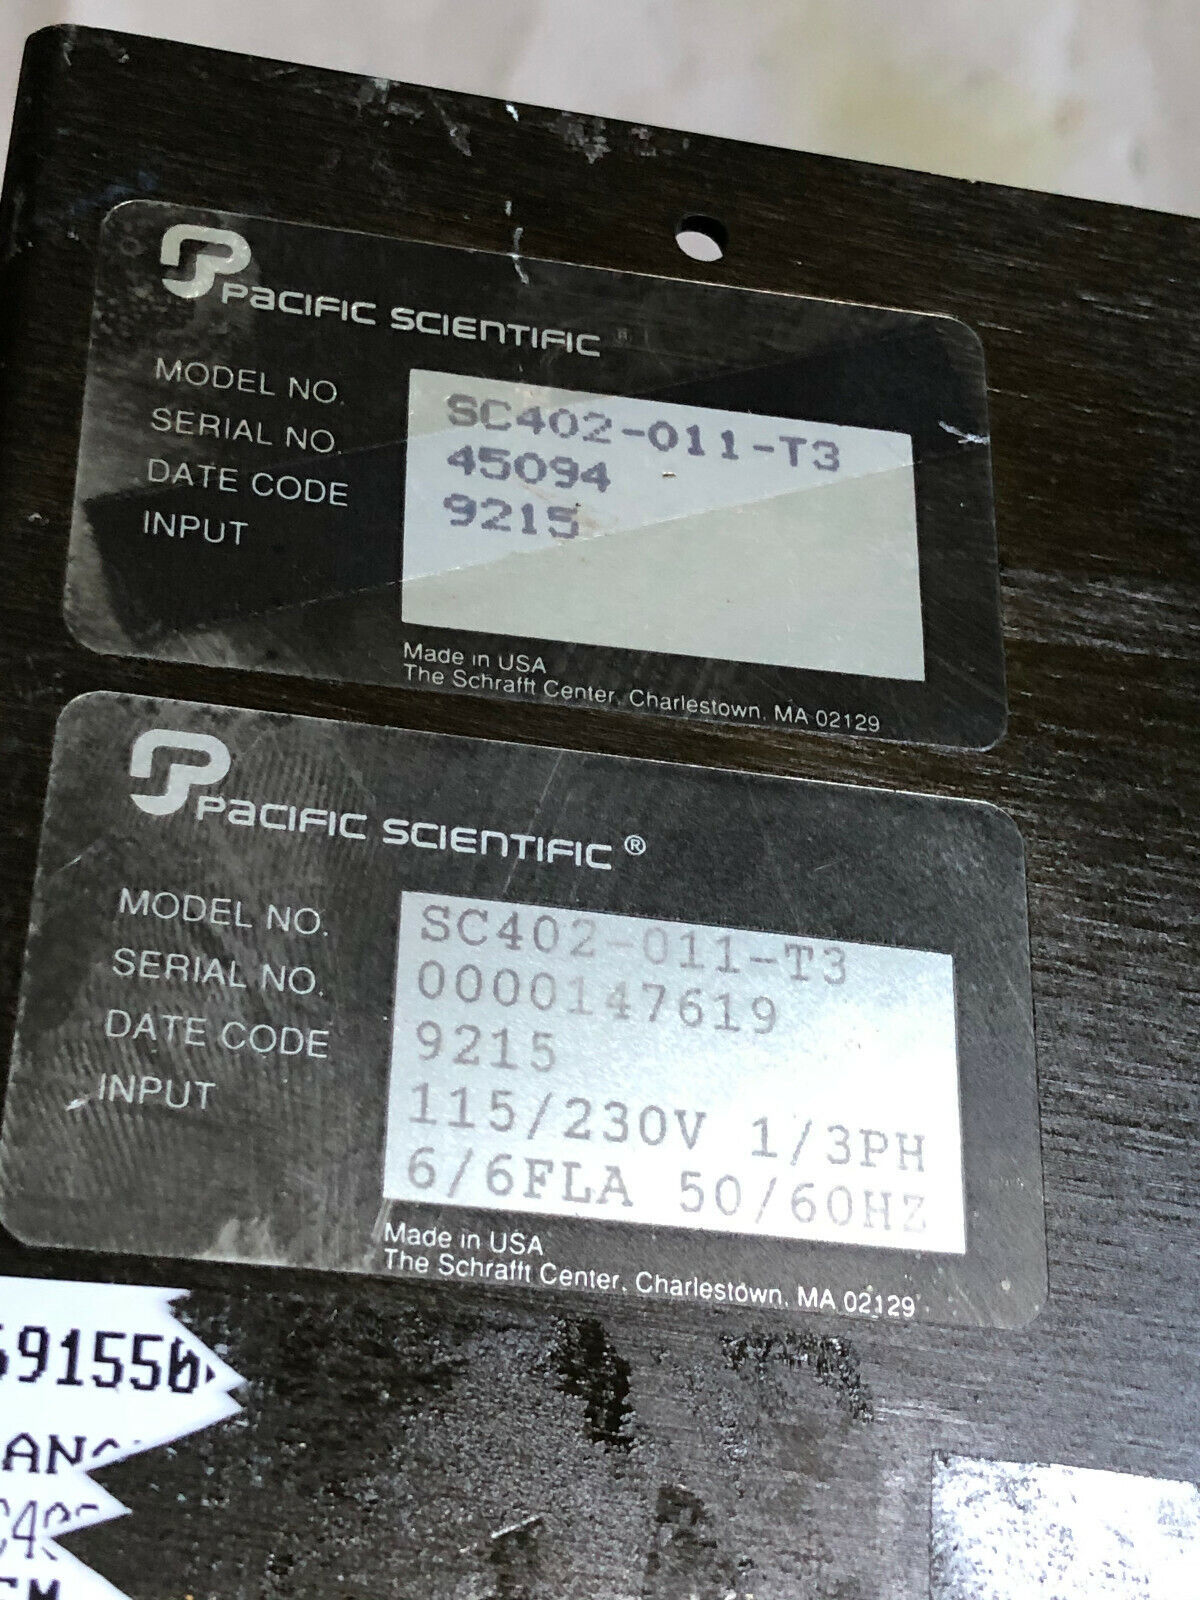 PACIFIC SCIENTIFIC ®
MODEL NO. SC402-011-T3
SERIAL NO. 45094
DATE CODE 9215
INPUT
Made in USA
The Schrafft Center, Charlestown, MA 02129
PACIFIC SCIENTIFIC ®
MODEL NO. SC402-011-T3
SERIAL NO. 0000147619
DATE CODE 9215
INPUT 115/230V 1/3PH
6/6FLA 50/60HZ
Made in USA
The Schrafft Center, Charlestown, MA 02129
591550